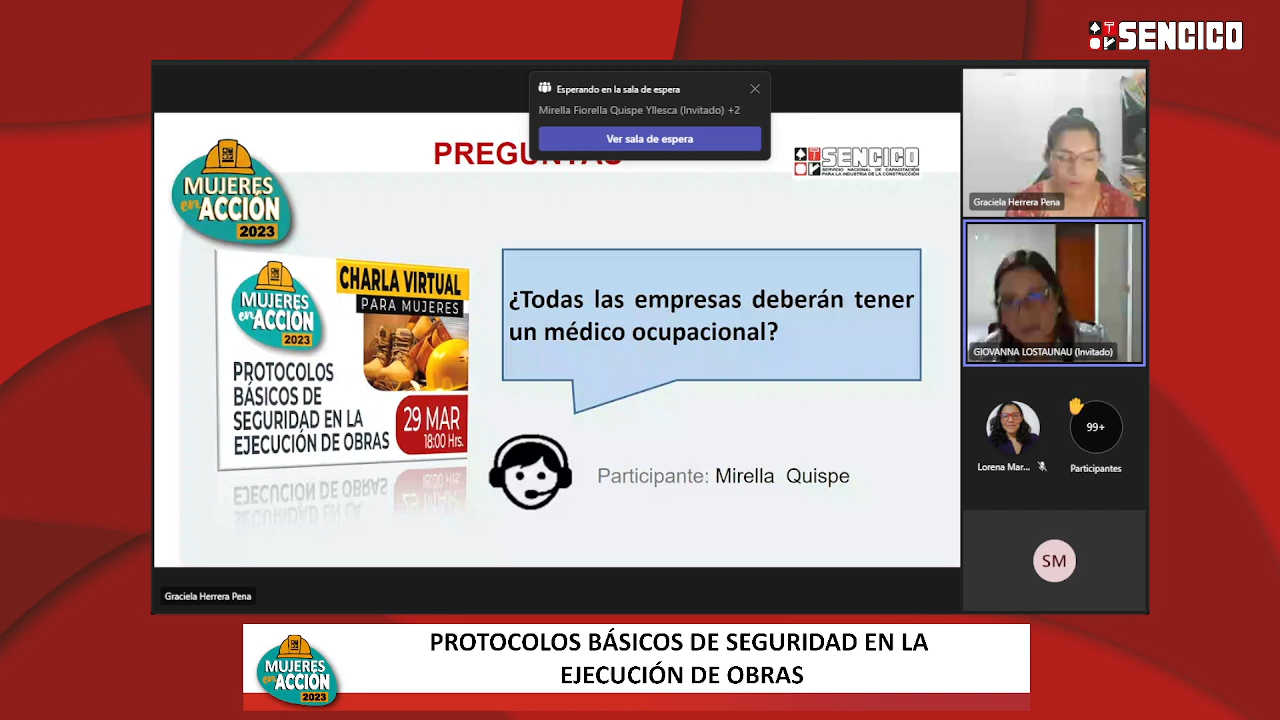 SENCICO
Esperando en la sala de espera
Mirella Fiorella Quispe Yllesca (Invitado) +2
Ver sala de espera
PREGUNTAS
SENCICO
SERVICIO NACIONAL DE CAPACITACIÓN
PARA LA INDUSTRIA DE LA CONSTRUCCIÓN
MUJERES
en ACCIÓN
2023
CHARLA VIRTUAL
PARA MUJERES
MUJERES
en ACCIÓN
2023
PROTOCOLOS
BÁSICOS DE
SEGURIDAD EN LA
EJECUCIÓN DE OBRAS
29 MAR
18:00 Hrs.
¿Todas las empresas deberán tener
un médico ocupacional?
Participante: Mirella Quispe
Graciela Herrera Pena
GIOVANNA LOSTAUNAU (Invitado)
99+
Lorena Mar...
Participantes
SM
Graciela Herrera Pena
MUJERES
en ACCIÓN
2023
PROTOCOLOS BÁSICOS DE SEGURIDAD EN LA
EJECUCIÓN DE OBRAS